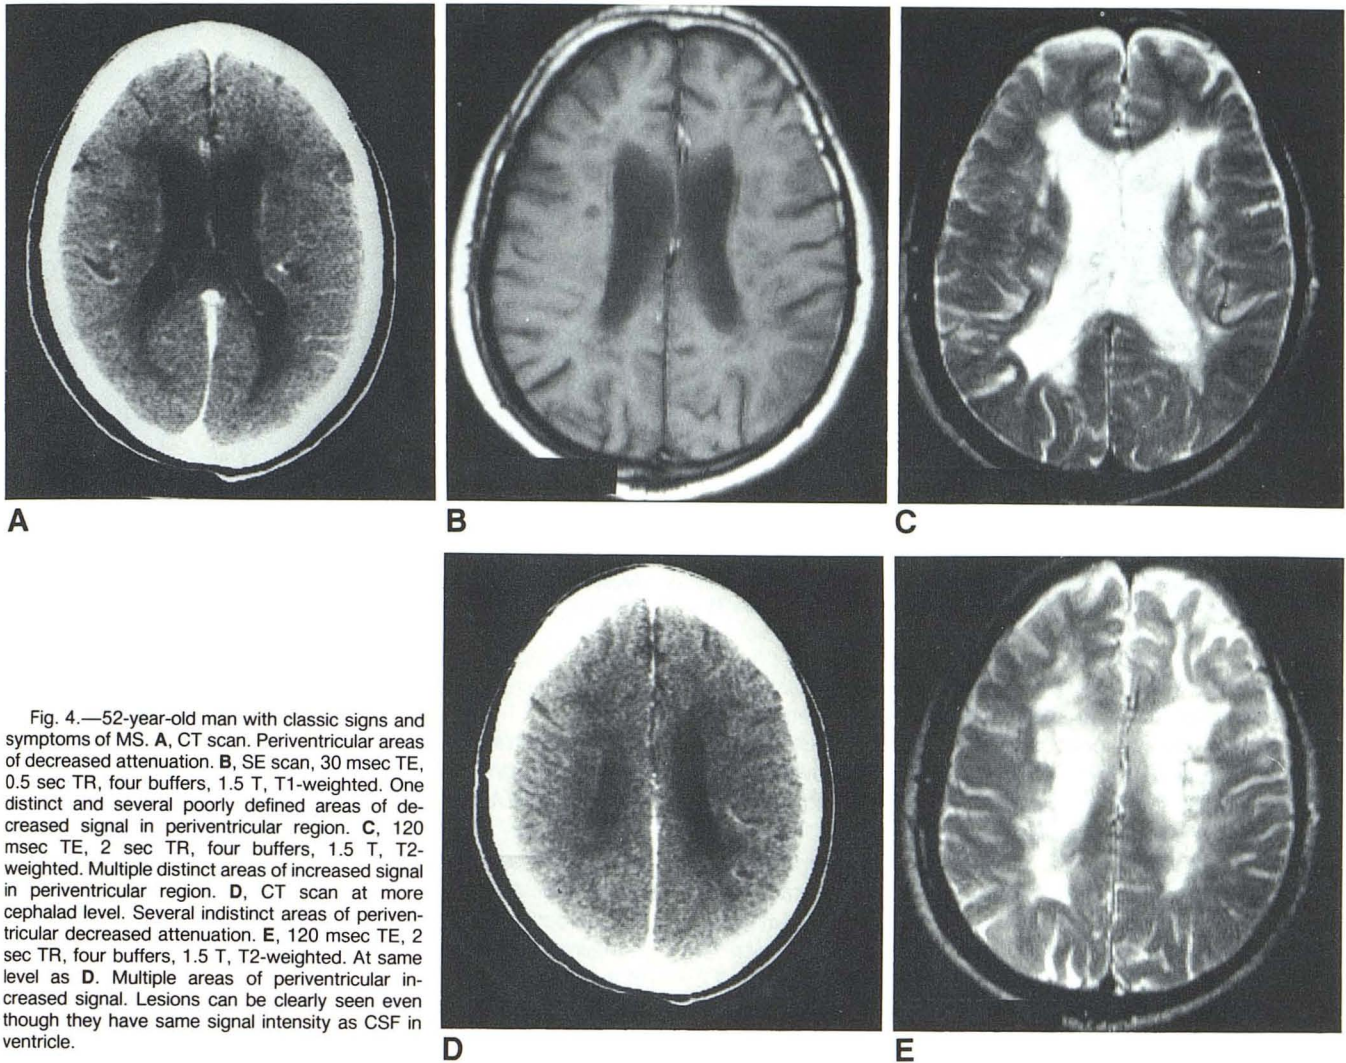 A
B
C
Fig. 4.—52-year-old man with classic signs and
symptoms of MS. A, CT scan. Periventricular areas
of decreased attenuation. B, SE scan, 30 msec TE,
0.5 sec TR, four buffers, 1.5 T, T1-weighted. One
distinct and several poorly defined areas of de-
creased signal in periventricular region. C, 120
msec TE, 2 sec TR, four buffers, 1.5 T, T2-
weighted. Multiple distinct areas of increased signal
in periventricular region. D, CT scan at more
cephalad level. Several indistinct areas of periven-
tricular decreased attenuation. E, 120 msec TE, 2
sec TR, four buffers, 1.5 T, T2-weighted. At same
level as D. Multiple areas of periventricular in-
creased signal. Lesions can be clearly seen even
though they have same signal intensity as CSF in
ventricle.
D
E